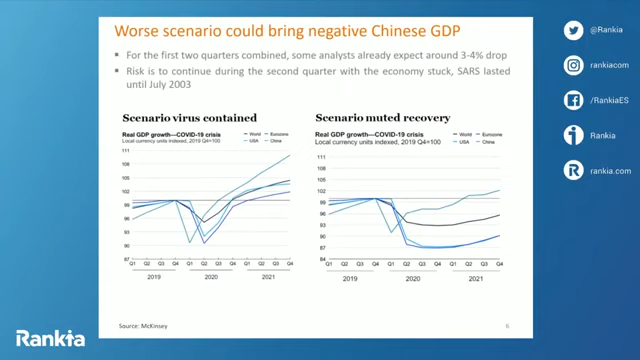 Worse scenario could bring negative Chinese GDP
For the first two quarters combined, some analysts already expect around 3-4% drop
Risk is to continue during the second quarter with the economy stuck, SARS lasted
until July 2003
Scenario virus contained
Real GDP growth—COVID-19 crisis
Local currency units indexed, 2019 Q4=100
World Eurozone
USA China
111
108
105
102
99
96
93
90
87
Q1 Q2 Q3 Q4 Q1 Q2 Q3 Q4 Q1 Q2 Q3 Q4
2019 2020 2021
Scenario muted recovery
Real GDP growth—COVID-19 crisis
Local currency units indexed, 2019 Q4=100
World Eurozone
USA China
111
108
105
102
99
96
93
90
87
84
Q1 Q2 Q3 Q4 Q1 Q2 Q3 Q4 Q1 Q2 Q3 Q4
2019 2020 2021
Source: McKinsey
6
@Rankia
rankiacom
/RankiaES
Rankia
rankia.com
Rankia